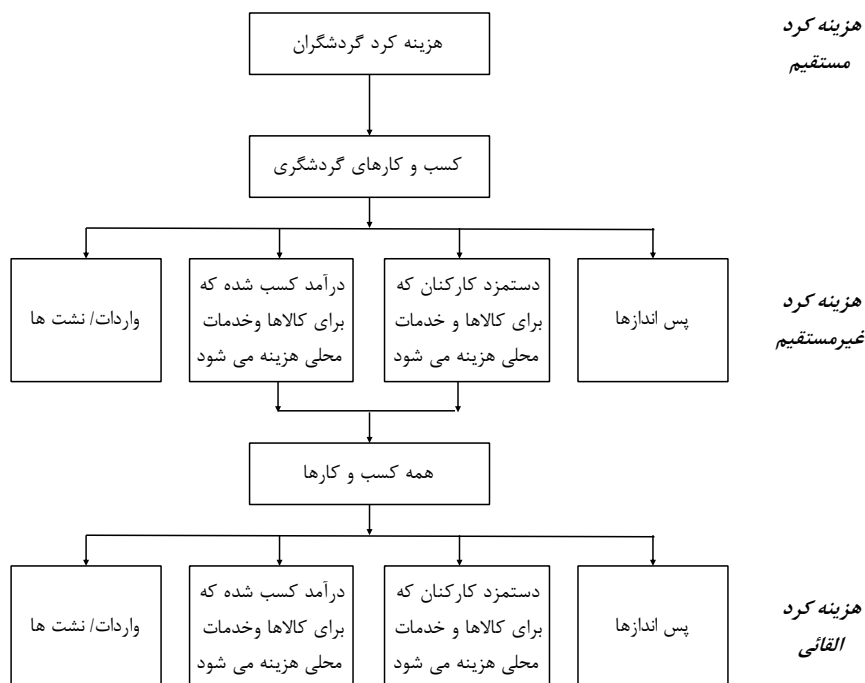 هزینه کرد
مستقیم
هزینه کرد گردشگران
کسب و کارهای گردشگری
هزینه کرد
غیرمستقیم
پس اندازها
دستمزد کارکنان که
برای کالاها و خدمات
محلی هزینه می شود
درآمد کسب شده که
برای کالاها وخدمات
محلی هزینه می شود
واردات/ نشت ها
همه کسب و کارها
هزینه کرد
القائی
پس اندازها
دستمزد کارکنان که
برای کالاها و خدمات
محلی هزینه می شود
درآمد کسب شده که
برای کالاها وخدمات
محلی هزینه می شود
واردات/ نشت ها